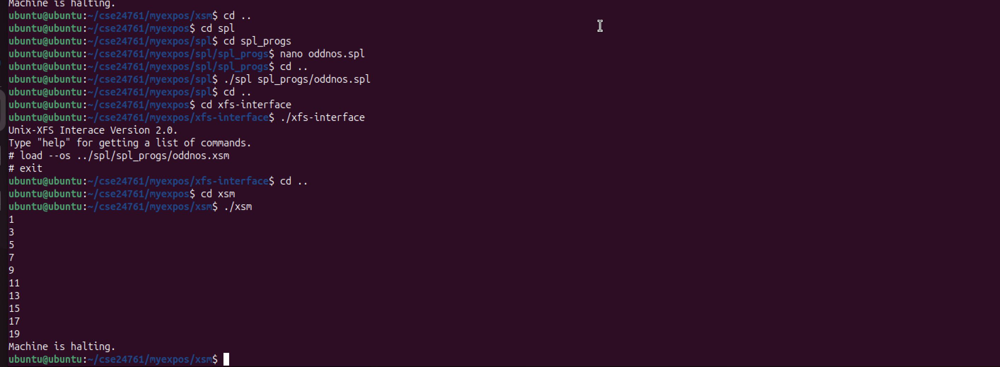 Machine is halting.
ubuntu@ubuntu:~/cse24761/myexpos/xsm$ cd ..
ubuntu@ubuntu:~/cse24761/myexpos$ cd spl
ubuntu@ubuntu:~/cse24761/myexpos/spl$ cd spl_progs
ubuntu@ubuntu:~/cse24761/myexpos/spl/spl_progs$ nano oddnos.spl
ubuntu@ubuntu:~/cse24761/myexpos/spl/spl_progs$ cd ..
ubuntu@ubuntu:~/cse24761/myexpos/spl$ ./spl spl_progs/oddnos.spl
ubuntu@ubuntu:~/cse24761/myexpos/spl$ cd ..
ubuntu@ubuntu:~/cse24761/myexpos$ cd xfs-interface
ubuntu@ubuntu:~/cse24761/myexpos/xfs-interface$ ./xfs-interface
Unix-XFS Interace Version 2.0.
Type "help" for getting a list of commands.
# load --os ../spl/spl_progs/oddnos.xsm
# exit
ubuntu@ubuntu:~/cse24761/myexpos/xfs-interface$ cd ..
ubuntu@ubuntu:~/cse24761/myexpos$ cd xsm
ubuntu@ubuntu:~/cse24761/myexpos/xsm$ ./xsm
1
3
5
7
9
11
13
15
17
19
Machine is halting.
ubuntu@ubuntu:~/cse24761/myexpos/xsm$